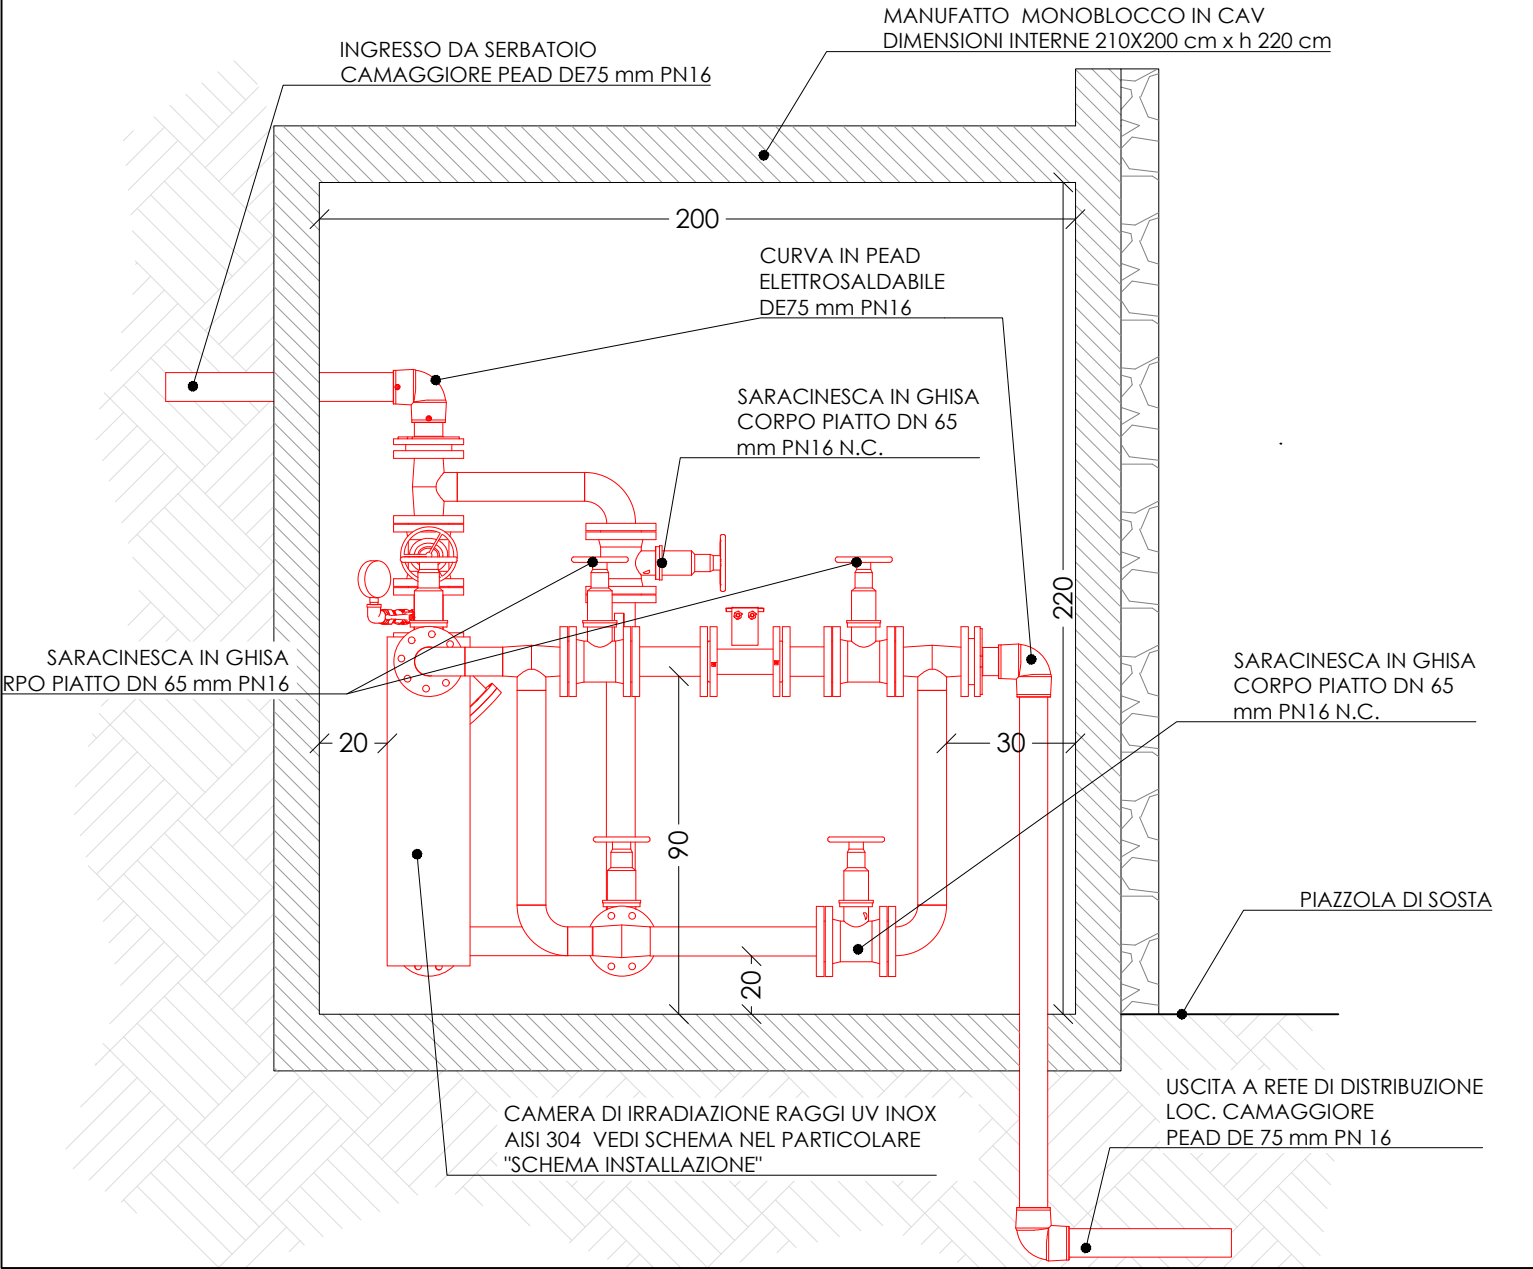 MANUFATTO MONOBLOCCO IN CAV
DIMENSIONI INTERNE 210X200 cm x h 220 cm
INGRESSO DA SERBATOIO
CAMAGGIORE PEAD DE75 mm PN16
200
CURVA IN PEAD
ELETTROSALDABILE
DE75 mm PN16
SARACINESCA IN GHISA
CORPO PIATTO DN 65
mm PN16 N.C.
220
SARACINESCA IN GHISA
RPO PIATTO DN 65 mm PN16
SARACINESCA IN GHISA
CORPO PIATTO DN 65
mm PN16 N.C.
20
30
90
20
PIAZZOLA DI SOSTA
CAMERA DI IRRADIAZIONE RAGGI UV INOX
AISI 304 VEDI SCHEMA NEL PARTICOLARE
"SCHEMA INSTALLAZIONE"
USCITA A RETE DI DISTRIBUZIONE
LOC. CAMAGGIORE
PEAD DE 75 mm PN 16